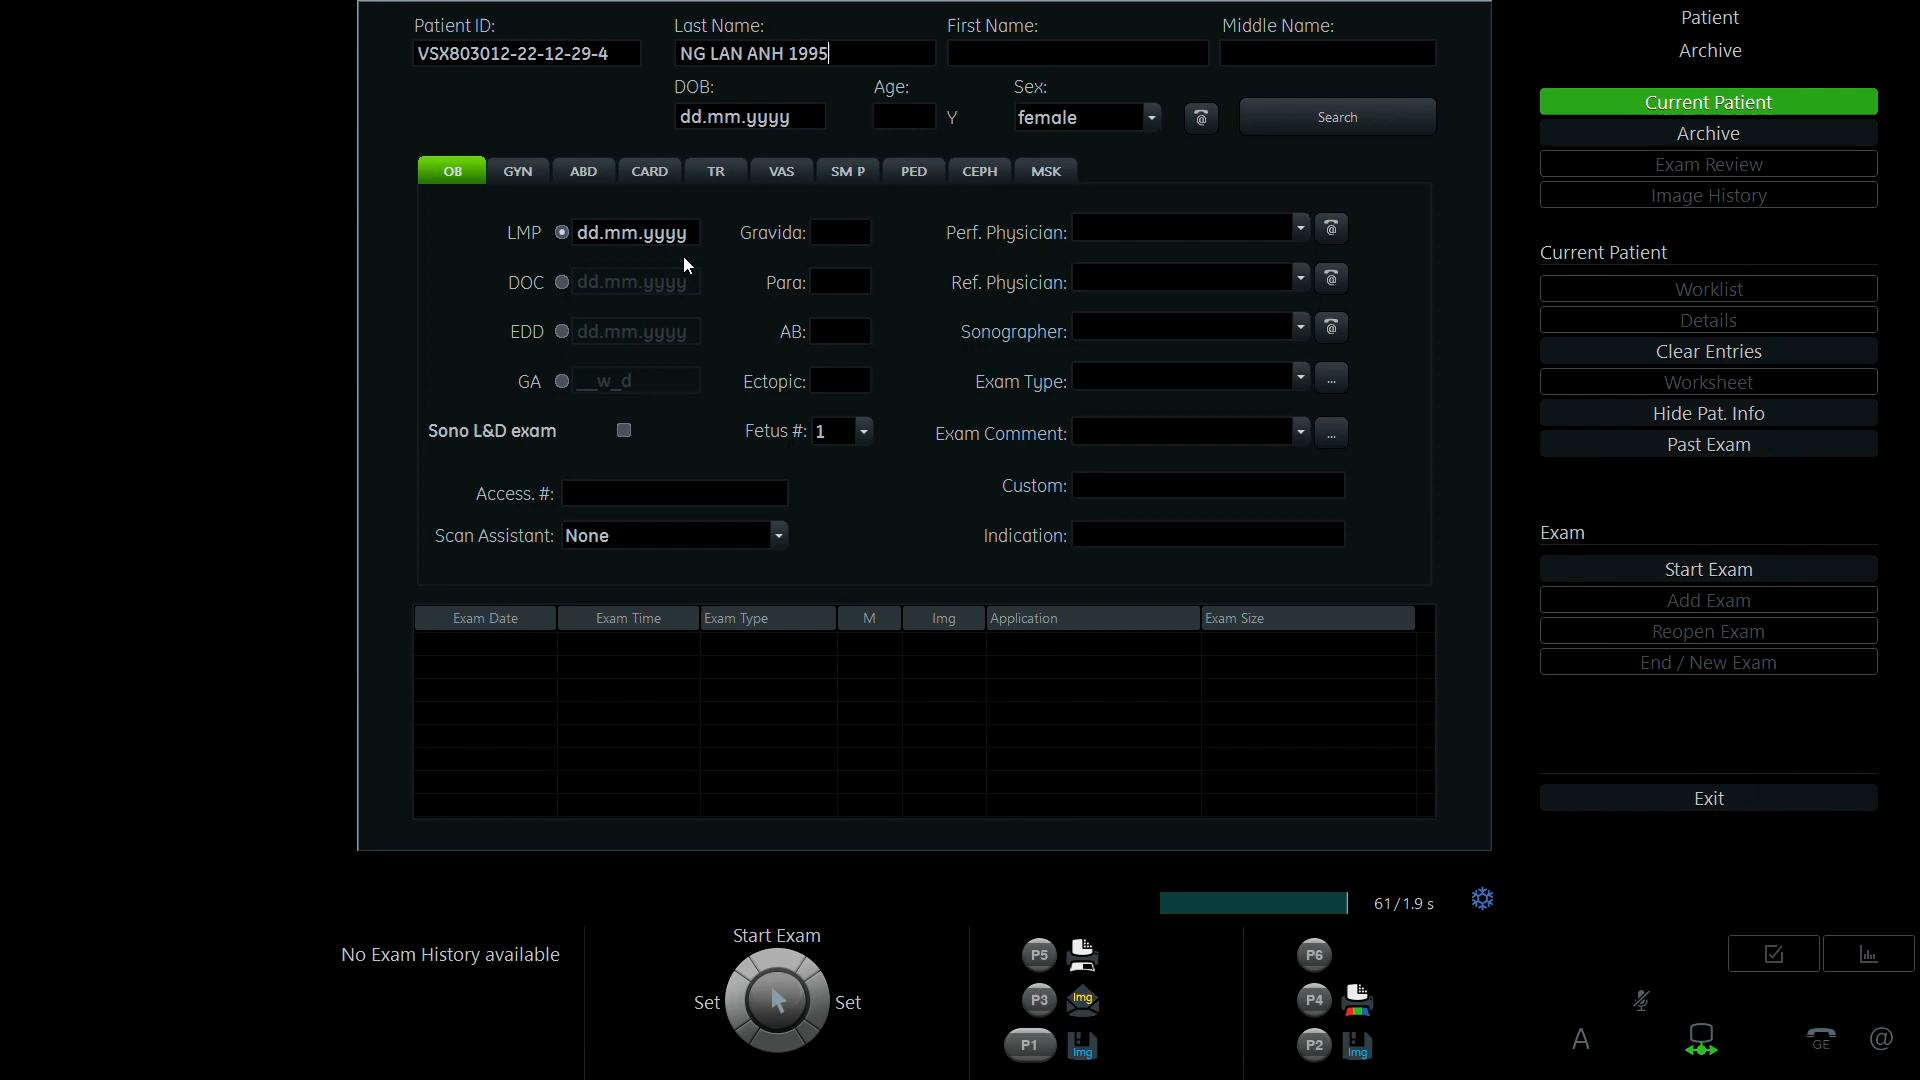 Patient ID: Last Name: First Name: Middle Name:
VSX803012-22-12-29-4 NG LAN ANH 1995
DOB: Age: Sex:
dd.mm.yyyy Y female @ Search
OB GYN ABD CARD TR VAS SM P PED CEPH MSK
LMP dd.mm.yyyy Gravida: Perf. Physician: @
DOC dd.mm.yyyy Para: Ref. Physician: @
EDD dd.mm.yyyy AB: Sonographer: @
GA __w_d Ectopic: Exam Type: ...
Sono L&D exam Fetus #: 1 Exam Comment: ...
Access. #: Custom:
Scan Assistant: None Indication:
Exam Date Exam Time Exam Type M Img Application Exam Size
Patient
Archive
Current Patient
Archive
Exam Review
Image History
Current Patient
Worklist
Details
Clear Entries
Worksheet
Hide Pat. Info
Past Exam
Exam
Start Exam
Add Exam
Reopen Exam
End / New Exam
Exit
61/1.9 s
No Exam History available
Start Exam
Set Set
P5 P6
P3 Img P4
P1 Img P2 Img
A GE @